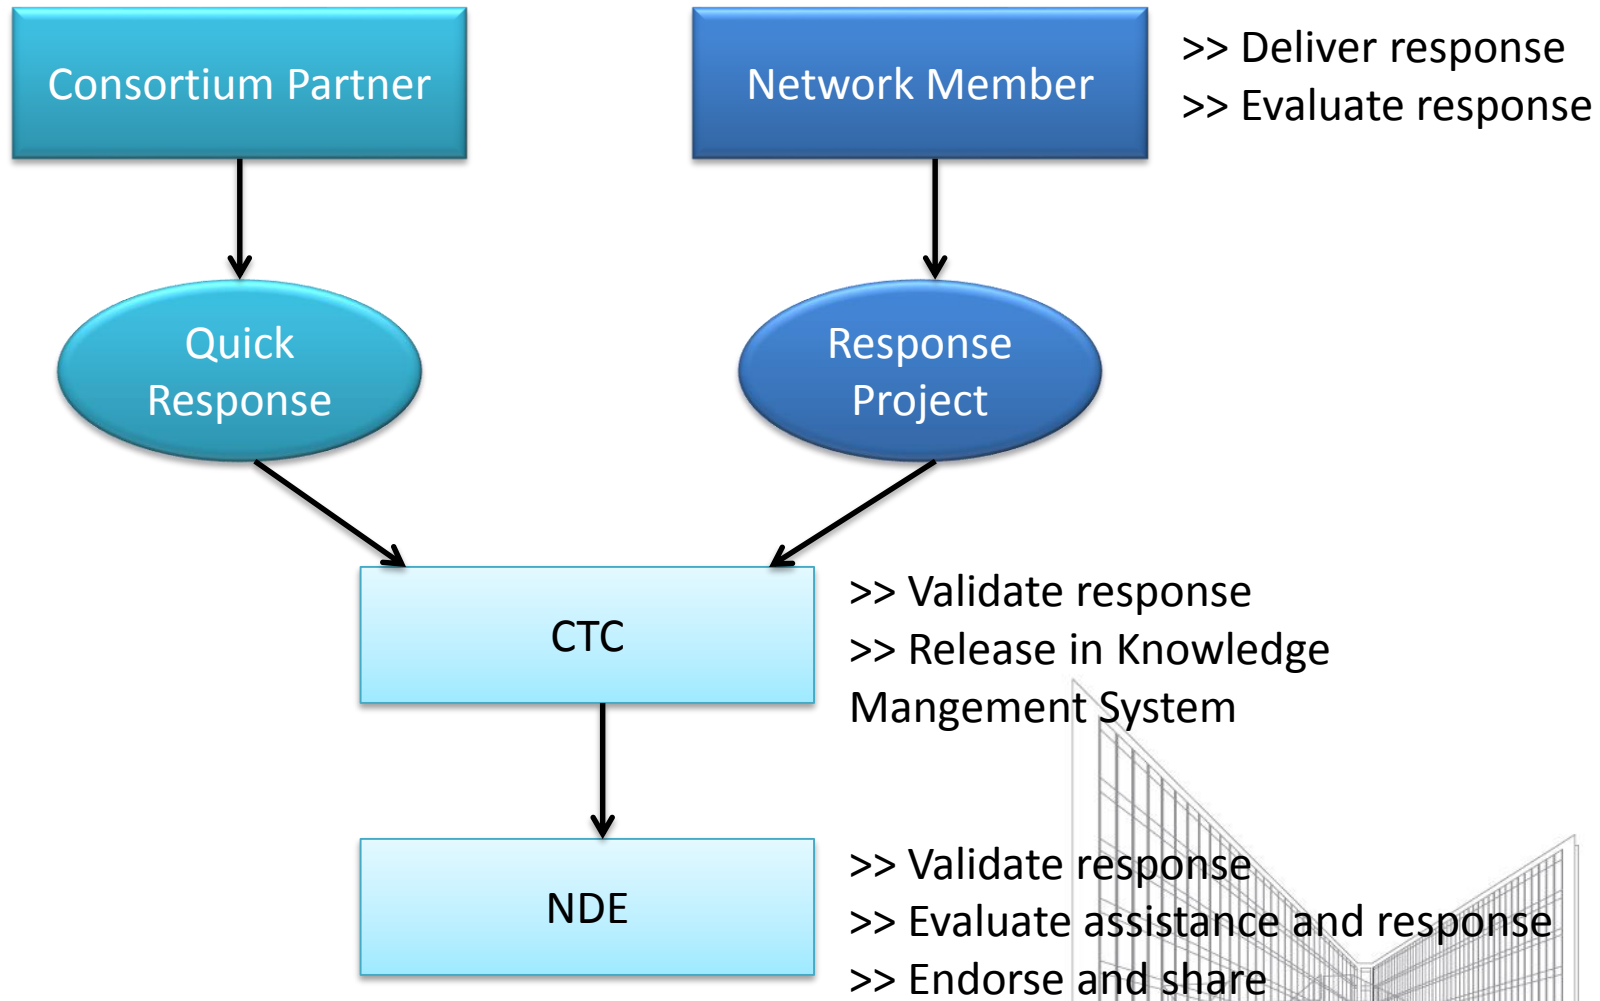 Consortium Partner
Network Member
>> Deliver response
>> Evaluate response
Quick
Response
Response
Project
CTC
>> Validate response
>> Release in Knowledge
Mangement System
NDE
>> Validate response
>> Evaluate assistance and response
>> Endorse and share